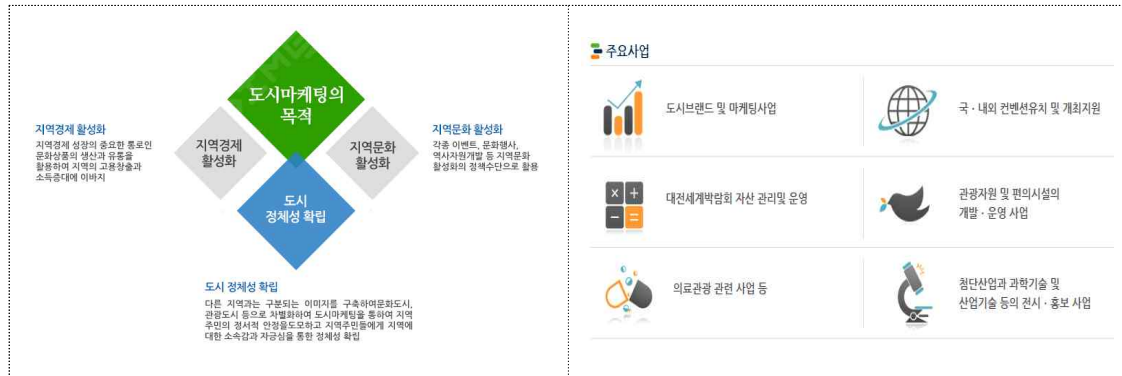 도시마케팅의
목적
지역경제
활성화
지역문화
활성화
도시
정체성 확립
지역경제 활성화
지역경제 성장의 중요한 통로인
문화상품의 생산과 유통을
활용하여 지역의 고용창출과
소득증대에 이바지
지역문화 활성화
각종 이벤트, 문화행사,
역사자원개발 등 지역문화
활성화의 정책수단으로 활용
도시 정체성 확립
다른 지역과는 구분되는 이미지를 구축하여문화도시,
관광도시 등으로 차별화하여 도시마케팅을 통하여 지역
주민의 정서적 안정을도모하고 지역주민들에게 지역에
대한 소속감과 자긍심을 통한 정체성 확립
주요사업
도시브랜드 및 마케팅사업
국·내외 컨벤션유치 및 개최지원
대전세계박람회 자산 관리및 운영
관광자원 및 편의시설의
개발·운영 사업
의료관광 관련 사업 등
첨단산업과 과학기술 및
산업기술 등의 전시·홍보 사업